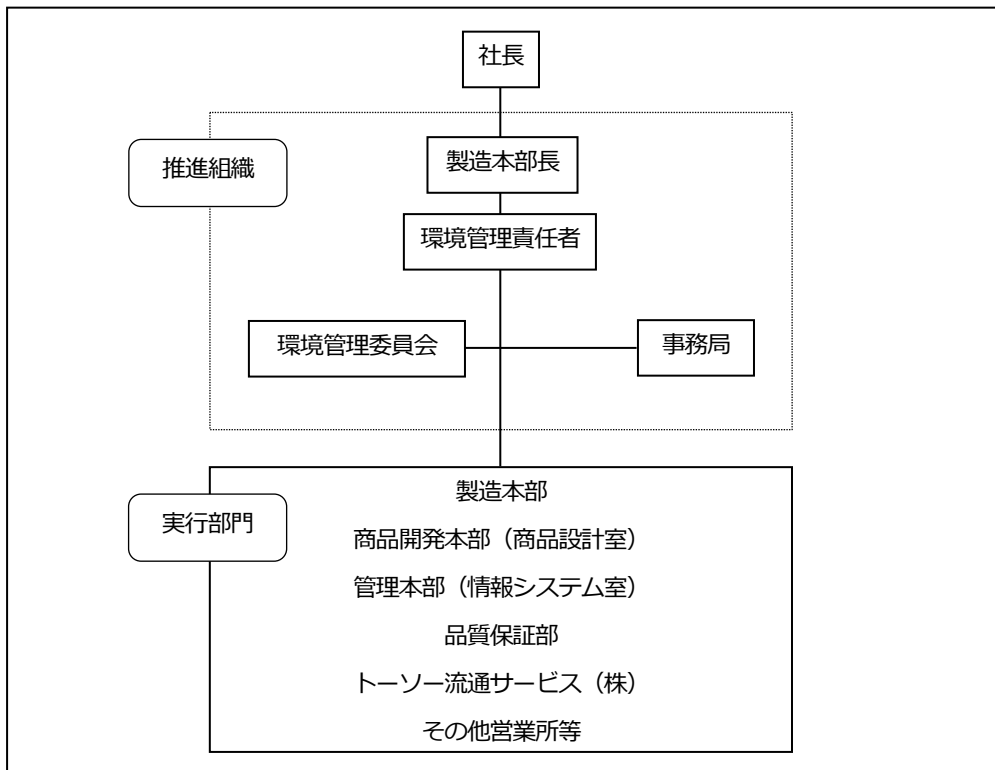 社長
推進組織
製造本部長
環境管理責任者
環境管理委員会
事務局
実行部門
製造本部
商品開発本部（商品設計室）
管理本部（情報システム室）
品質保証部
トーソー流通サービス（株）
その他営業所等